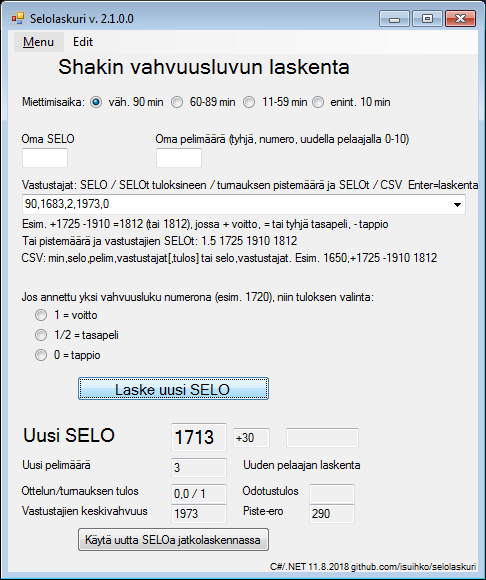 Selolaskuri v. 2.1.0.0
Menu Edit
Shakin vahvuusluvun laskenta
Miettimisaika: väh. 90 min 60-89 min 11-59 min enint. 10 min
Oma SELO Oma pelimäärä (tyhjä, numero, uudella pelaajalla 0-10)
Vastustajat: SELO / SELOt tuloksineen / turnauksen pistemäärä ja SELOt / CSV Enter=laskenta
90,1683,2,1973,0
Esim. +1725 -1910 =1812 (tai 1812), jossa + voitto, = tai tyhjä tasapeli, - tappio
Tai pistemäärä ja vastustajien SELOt: 1.5 1725 1910 1812
CSV: min,selo,pelim,vastustajat[,tulos] tai selo,vastustajat. Esim. 1650,+1725 -1910 1812
Jos annettu yksi vahvuusluku numerona (esim. 1720), niin tuloksen valinta:
1 = voitto
1/2 = tasapeli
0 = tappio
Laske uusi SELO
Uusi SELO 1713 +30
Uusi pelimäärä 3 Uuden pelaajan laskenta
Ottelun/turnauksen tulos 0,0 / 1 Odotustulos
Vastustajien keskivahvuus 1973 Piste-ero 290
Käytä uutta SELOa jatkolaskennassa
C#/.NET 11.8.2018 github.com/isuihko/selolaskuri